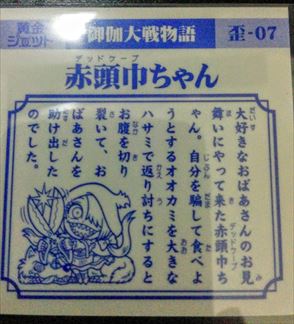 黄金ジョット
御伽大戦物語
歪-07
デッドケープ
赤頭巾ちゃん
大好きなおばあさんのお見
舞いにやって来た赤頭巾ち
ゃん。自分を騙して食べよ
うとするオオカミを大きな
ハサミで返り討ちにすると
お腹を切り裂いて、お
ばあさんを
助け出した
のでした。